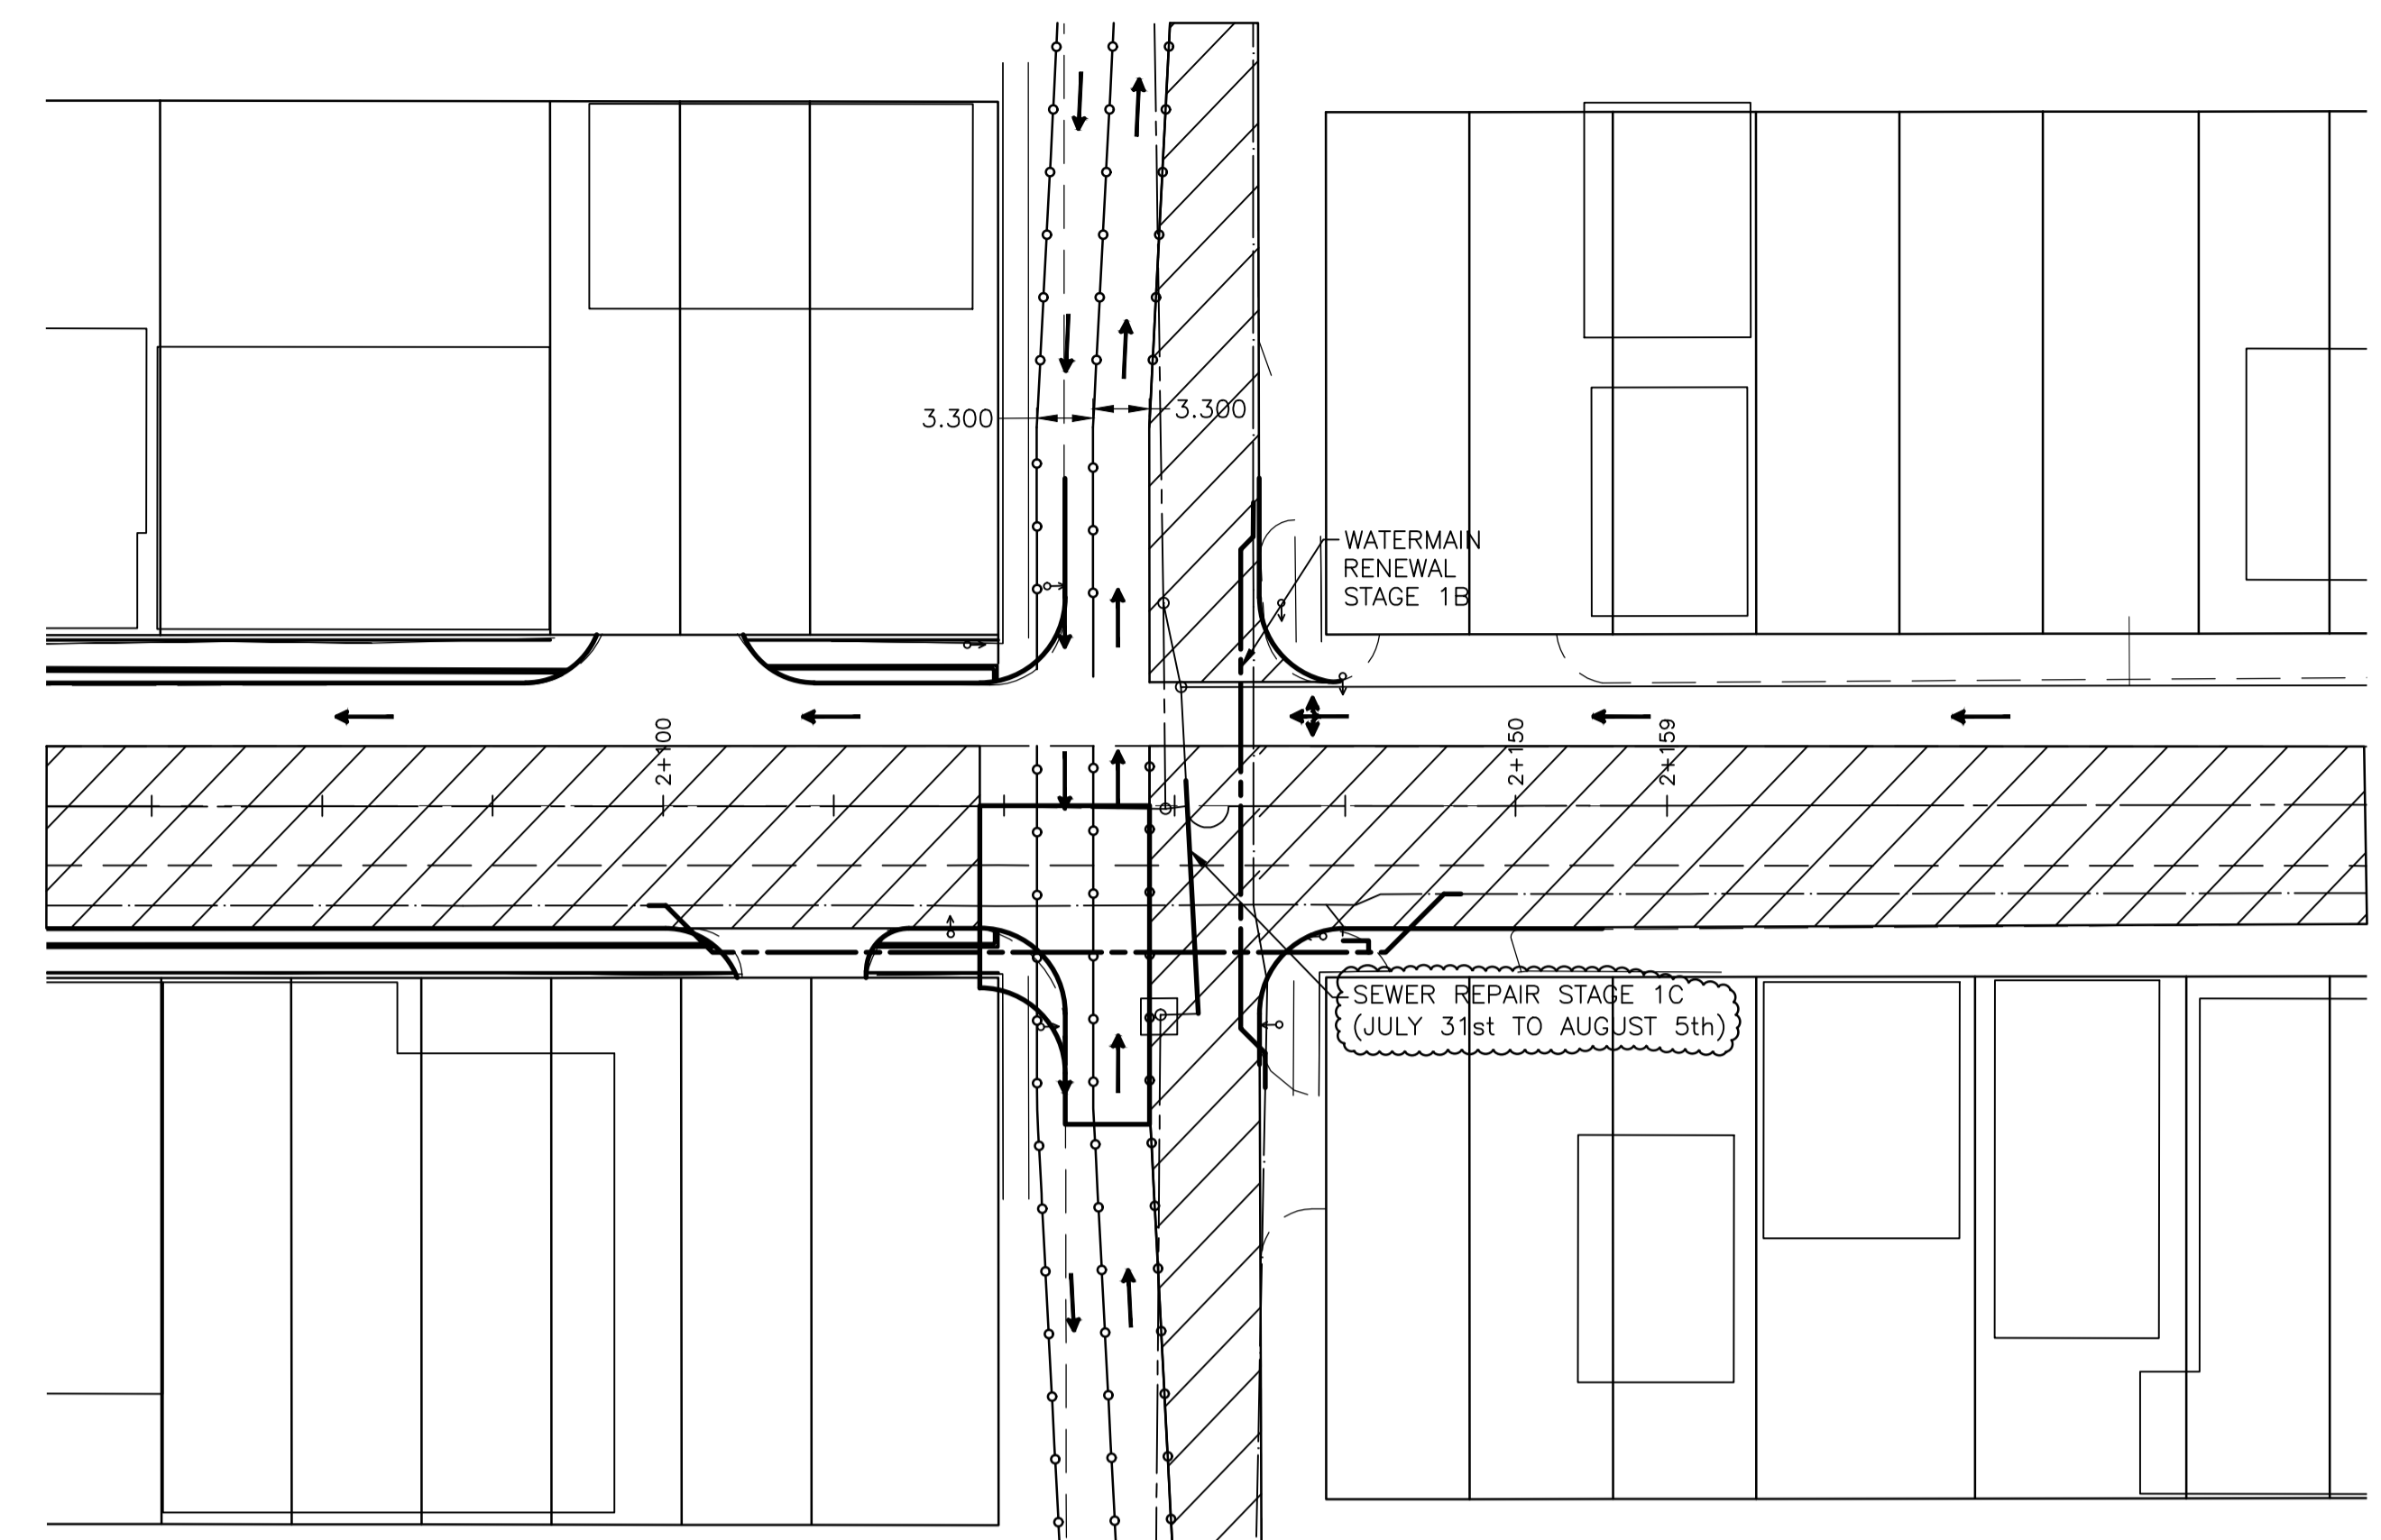 3.300
3.300
WATERMAIN
RENEWAL
STAGE 1B
2+100
2+150
2+159
SEWER REPAIR STAGE 1C
(JULY 31st TO AUGUST 5th)